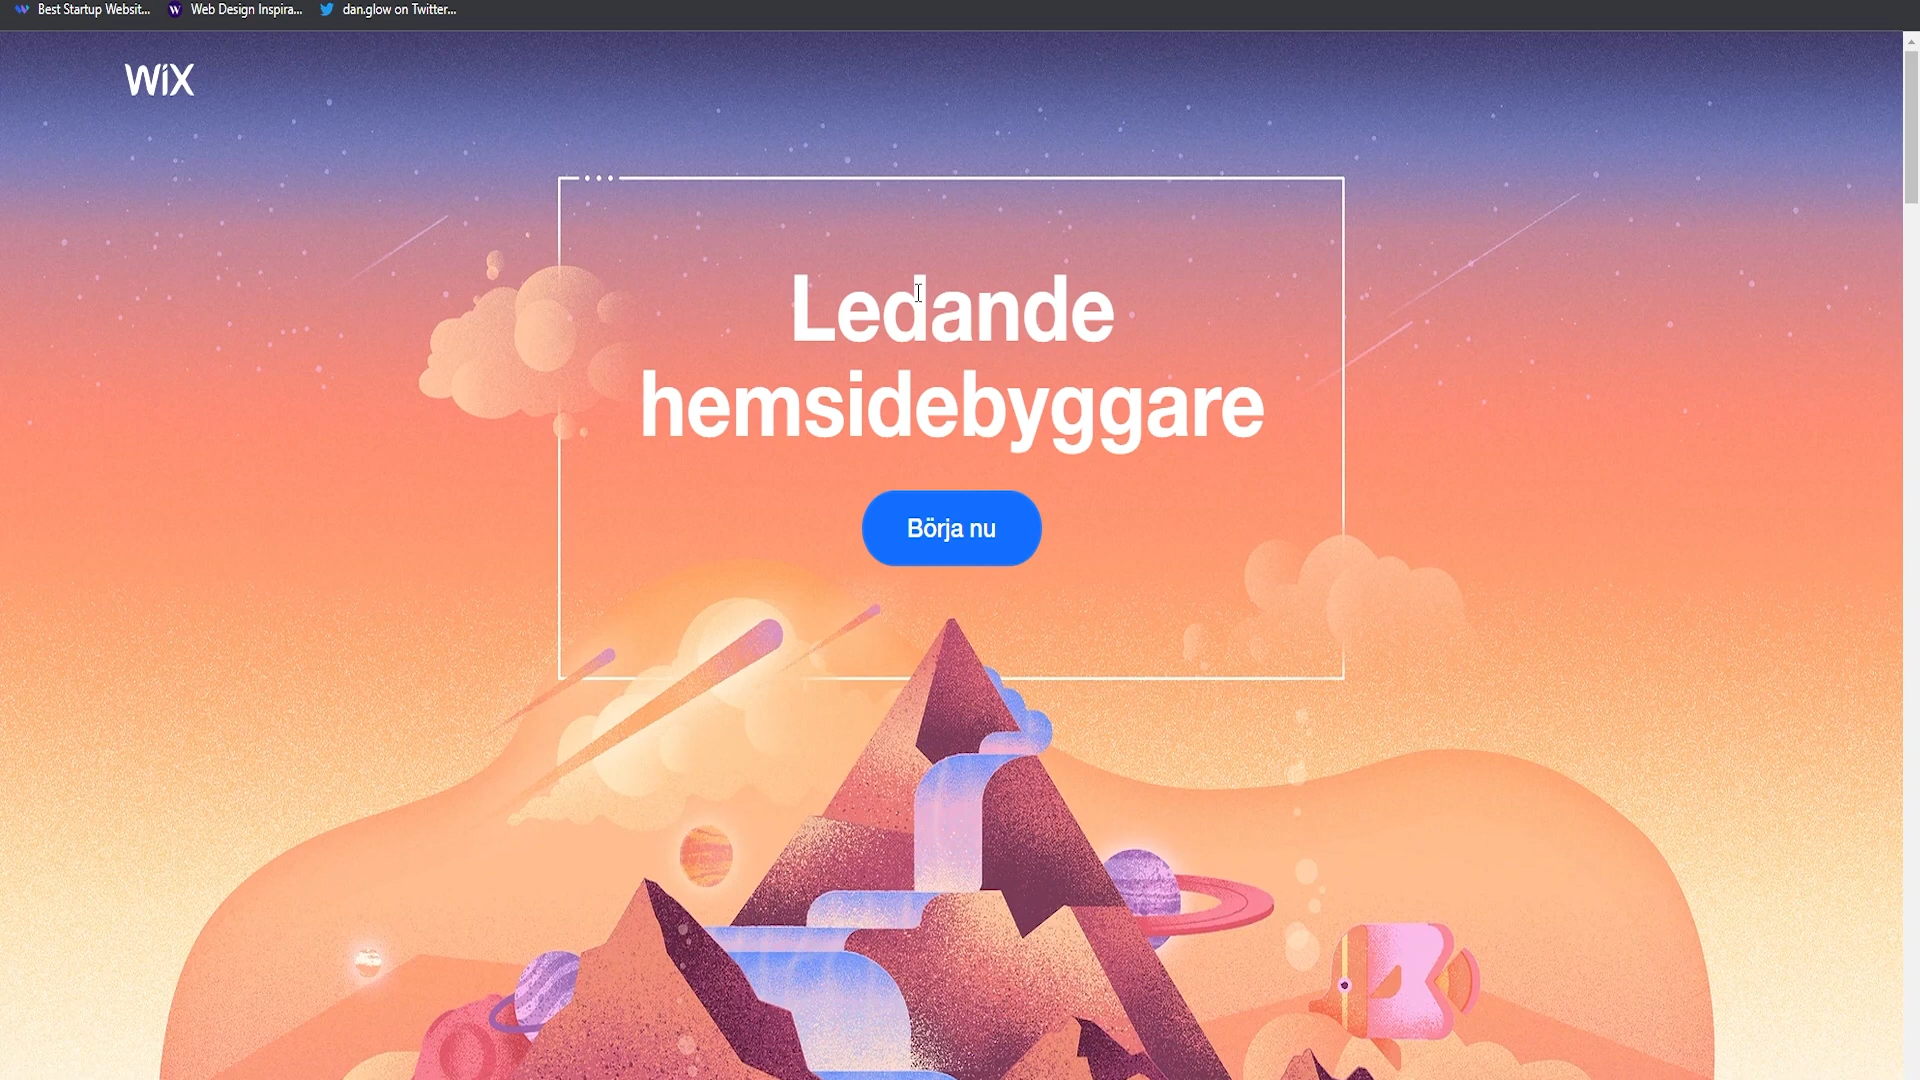 Best Startup Websit...
Web Design Inspira...
dan.glow on Twitter...
WiX
Ledande
hemsidebyggare
Börja nu